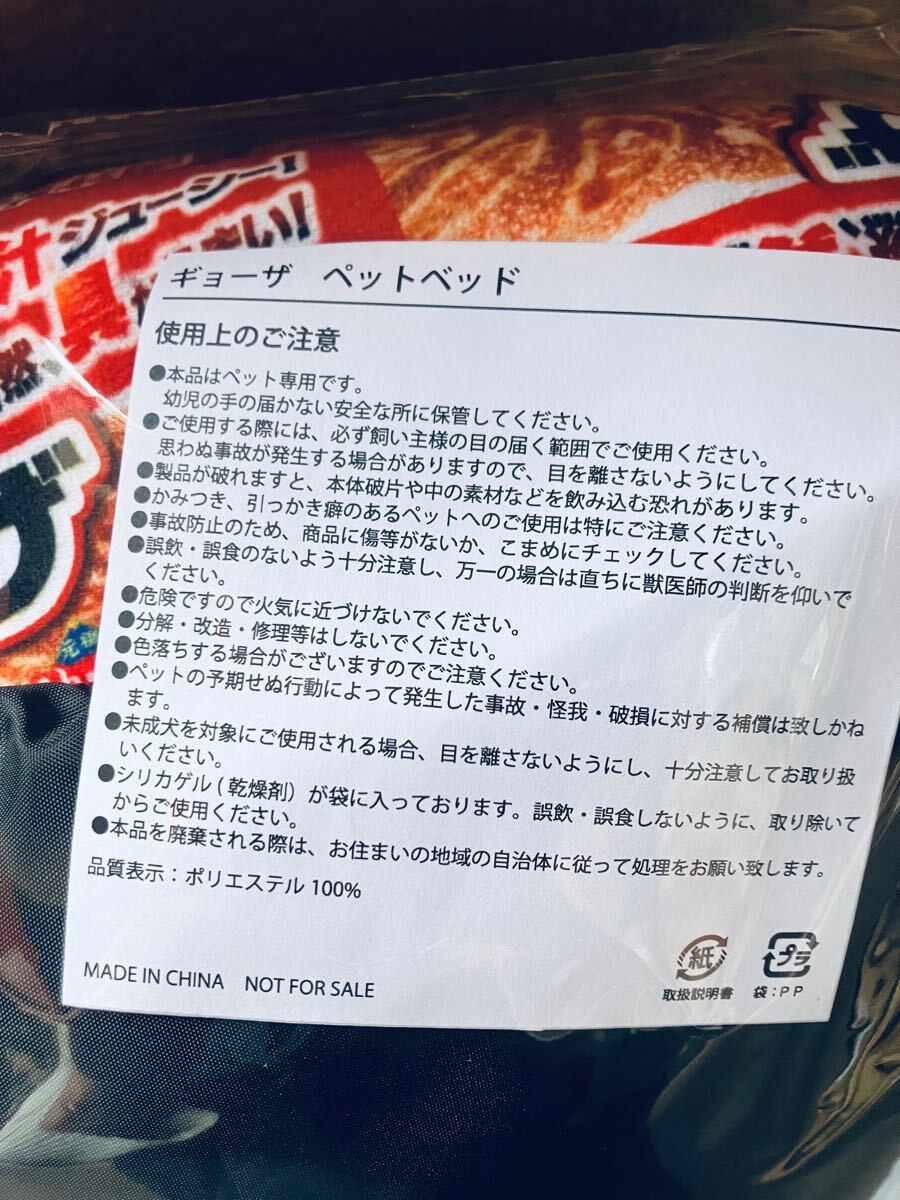 汁ジューシー!
ギョーザ ペットベッド
使用上のご注意
●本品はペット専用です。
幼児の手の届かない安全な所に保管してください。
●ご使用する際には、必ず飼い主様の目の届く範囲でご使用ください。
思わぬ事故が発生する場合がありますので、目を離さないようにしてください。
●製品が破れますと、本体破片や中の素材などを飲み込む恐れがあります。
●かみつき、引っかき癖のあるペットへのご使用は特にご注意ください。
●事故防止のため、商品に傷等がないか、こまめにチェックしてください。
●誤飲・誤食のないよう十分注意し、万一の場合は直ちに獣医師の判断を仰いで
ください。
●危険ですので火気に近づけないでください。
●分解・改造・修理等はしないでください。
●色落ちする場合がございますのでご注意ください。
●ペットの予期せぬ行動によって発生した事故・怪我・破損に対する補償は致しかね
ます。
●未成犬を対象にご使用される場合、目を離さないようにし、十分注意してお取り扱
いください。
●シリカゲル(乾燥剤)が袋に入っております。誤飲・誤食しないように、取り除いて
からご使用ください。
●本品を廃棄される際は、お住まいの地域の自治体に従って処理をお願い致します。
品質表示:ポリエステル 100%
MADE IN CHINA NOT FOR SALE
紙
取扱説明書
プラ
袋:PP
ザ